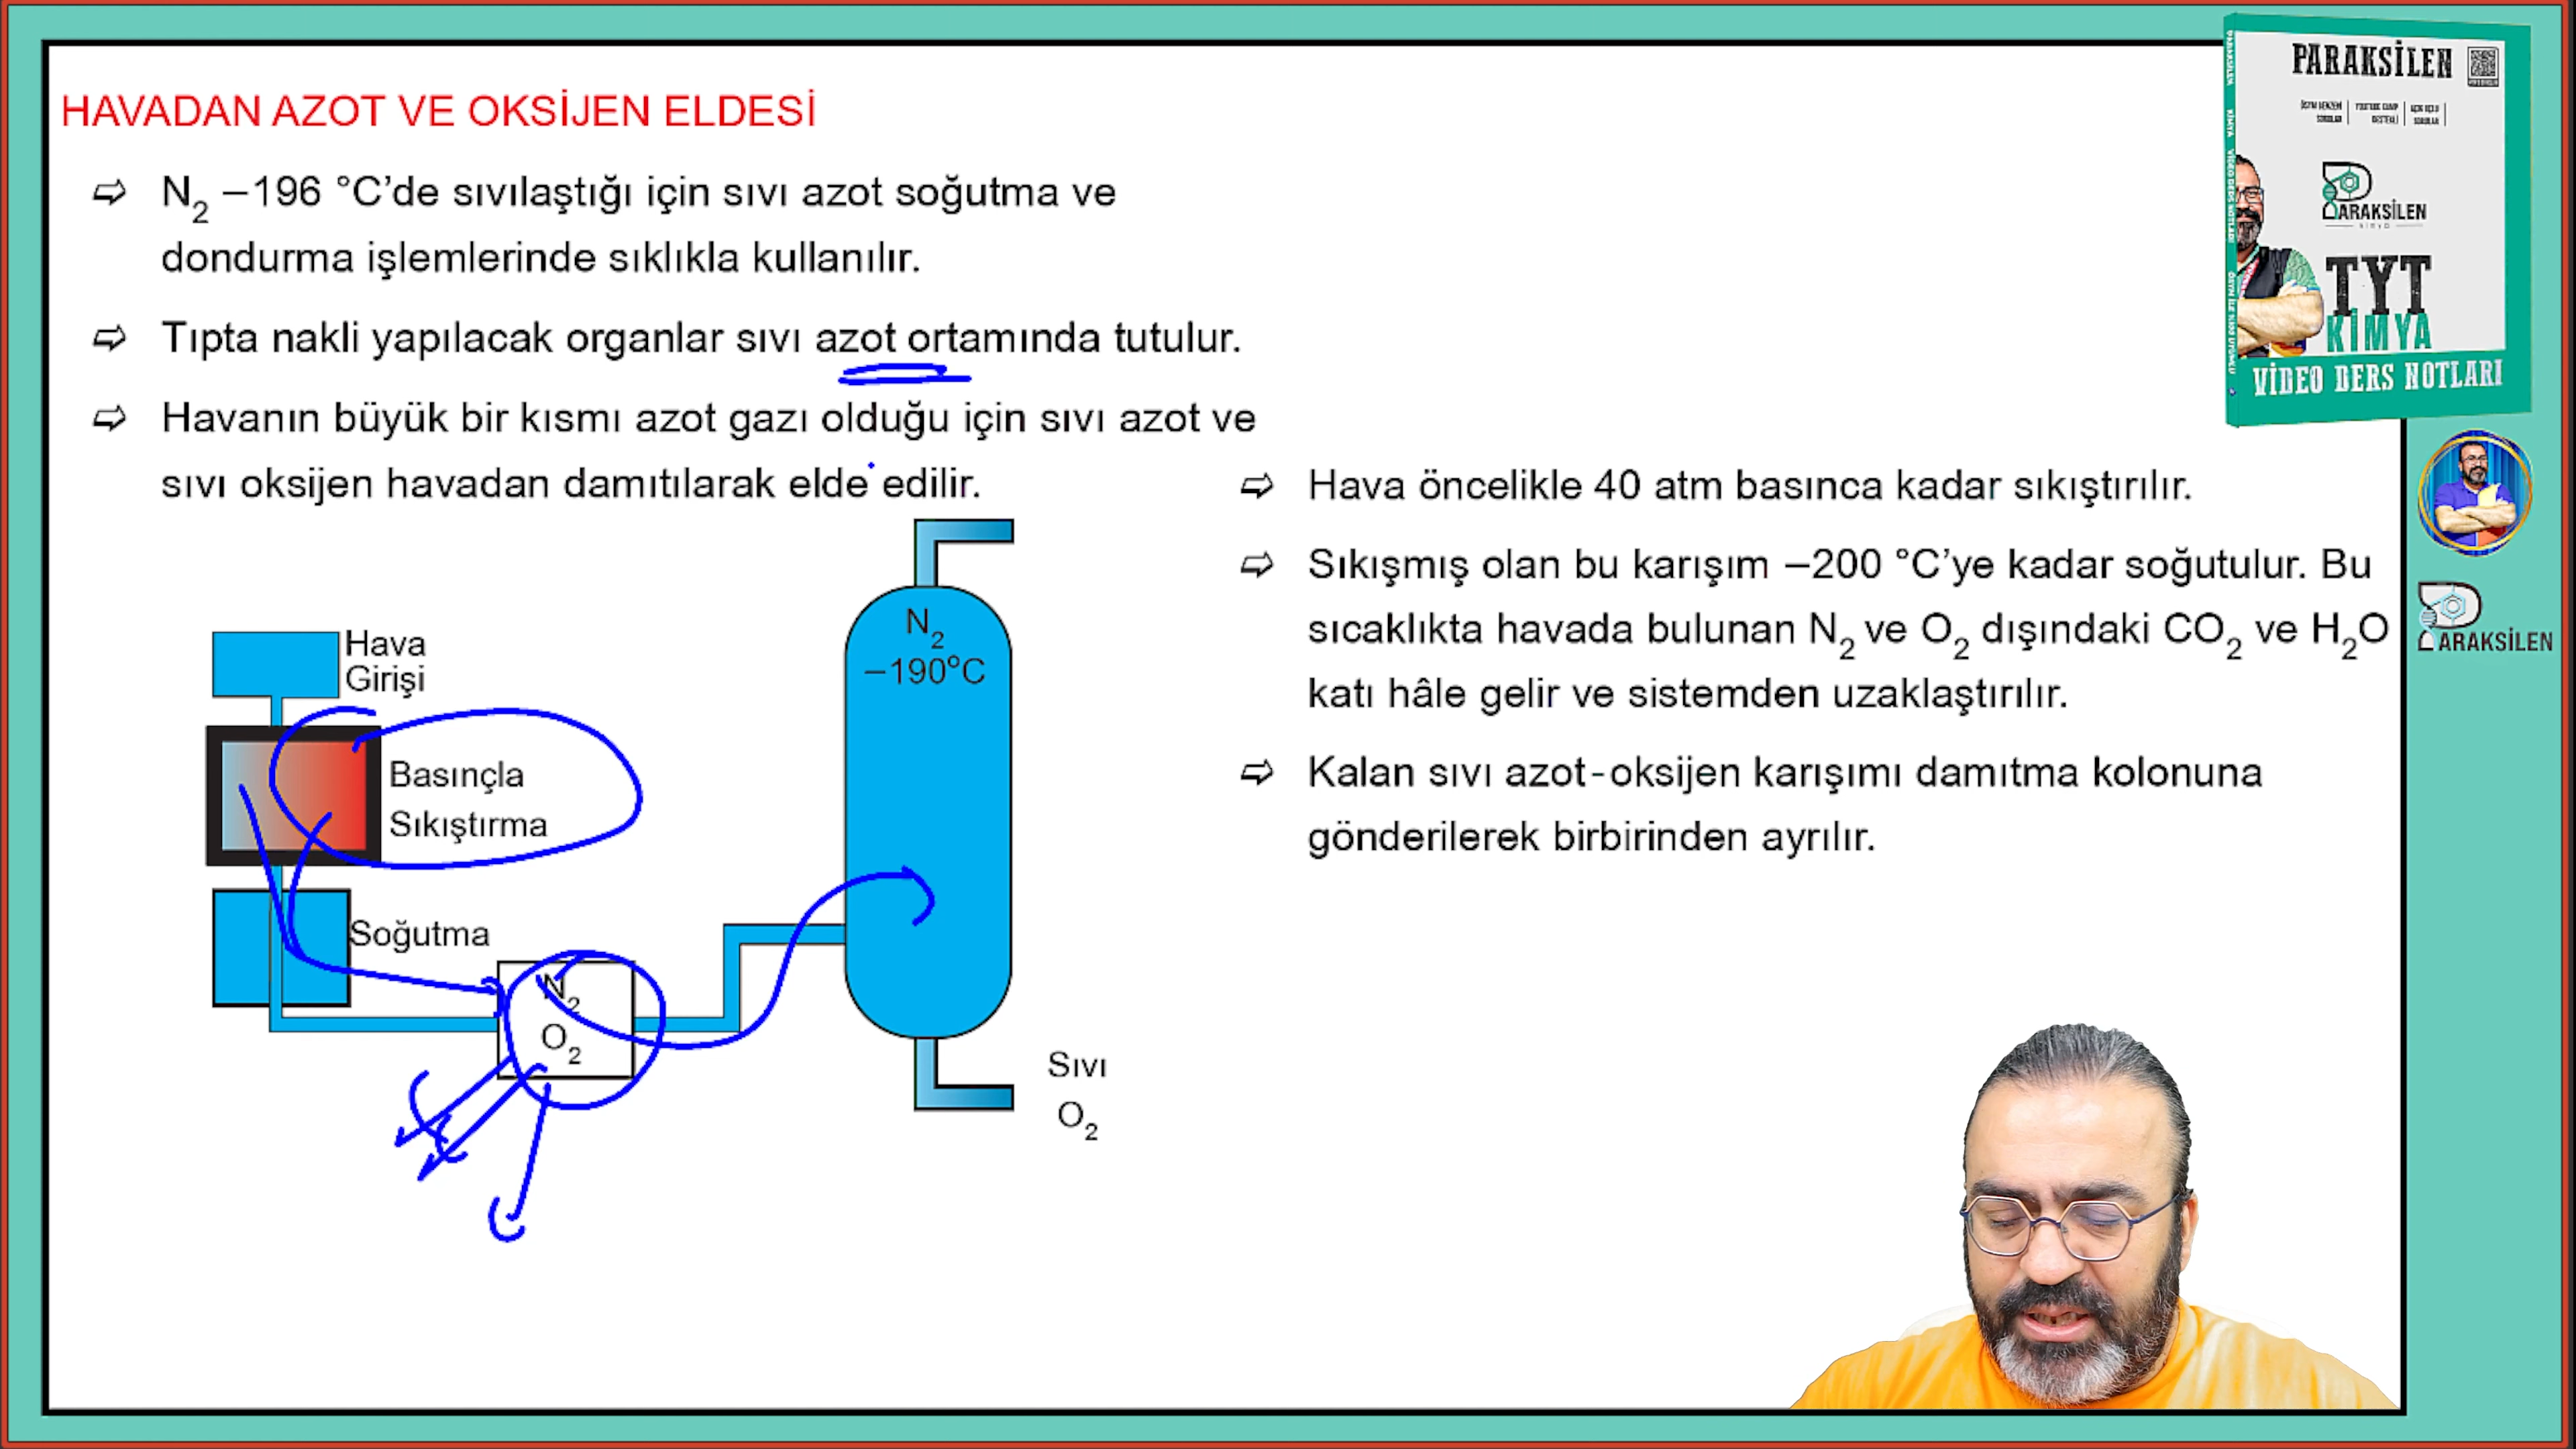 HAVADAN AZOT VE OKSİJEN ELDESİ
⇨ N2 –196 °C’de sıvılaştığı için sıvı azot soğutma ve
dondurma işlemlerinde sıklıkla kullanılır.
⇨ Tıpta nakli yapılacak organlar sıvı azot ortamında tutulur.
⇨ Havanın büyük bir kısmı azot gazı olduğu için sıvı azot ve
sıvı oksijen havadan damıtılarak elde edilir.
Hava
Girişi
Basınçla
Sıkıştırma
Soğutma
N2
O2
N2
–190°C
Sıvı
O2
⇨ Hava öncelikle 40 atm basınca kadar sıkıştırılır.
⇨ Sıkışmış olan bu karışım –200 °C’ye kadar soğutulur. Bu
sıcaklıkta havada bulunan N2 ve O2 dışındaki CO2 ve H2O
katı hâle gelir ve sistemden uzaklaştırılır.
⇨ Kalan sıvı azot-oksijen karışımı damıtma kolonuna
gönderilerek birbirinden ayrılır.
PARAKSİLEN
ARAKSİLEN
TYT
KİMYA
VİDEO DERS NOTLARI
ARAKSİLEN